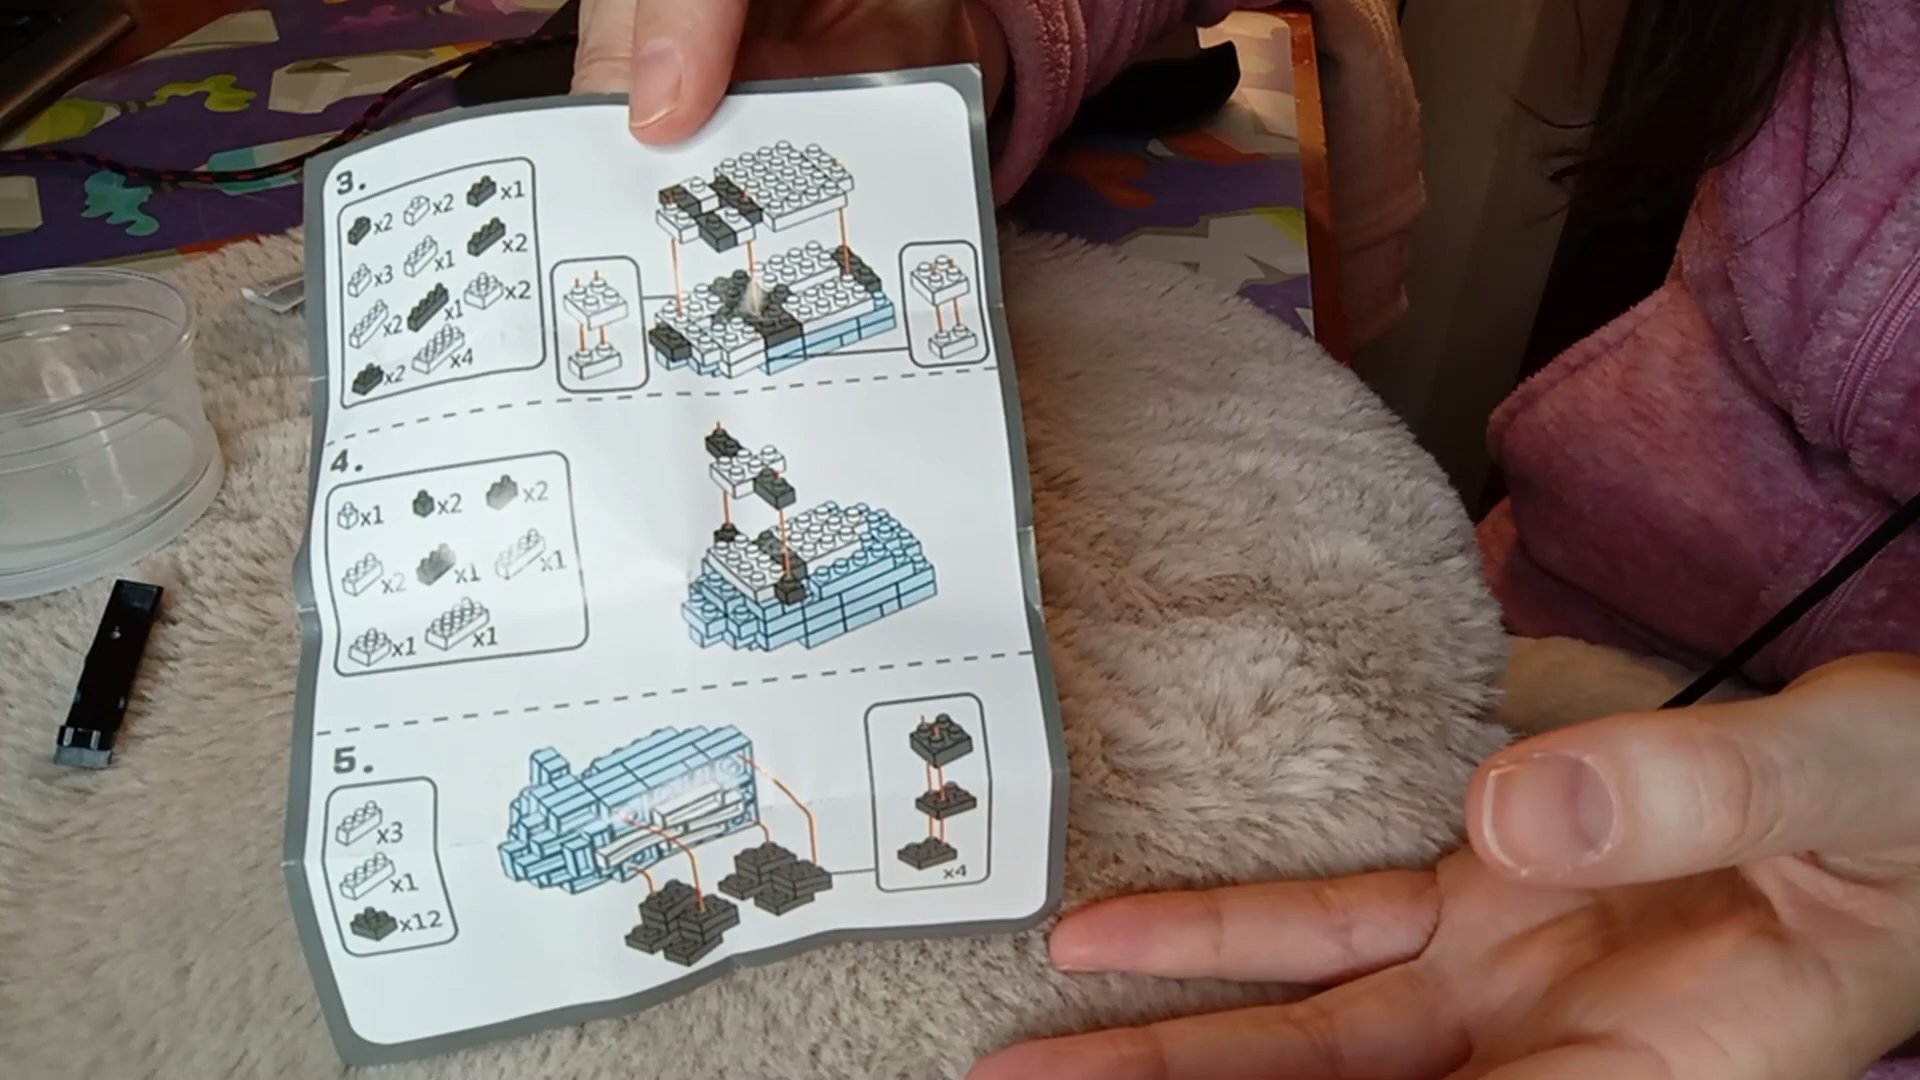 3.
x2 x2 x1
x3 x1 x2
x2 x1 x2
x2 x4
4.
x1 x2 x2
x2 x1 x1
x1 x1
5.
x3
x1
x12
x4